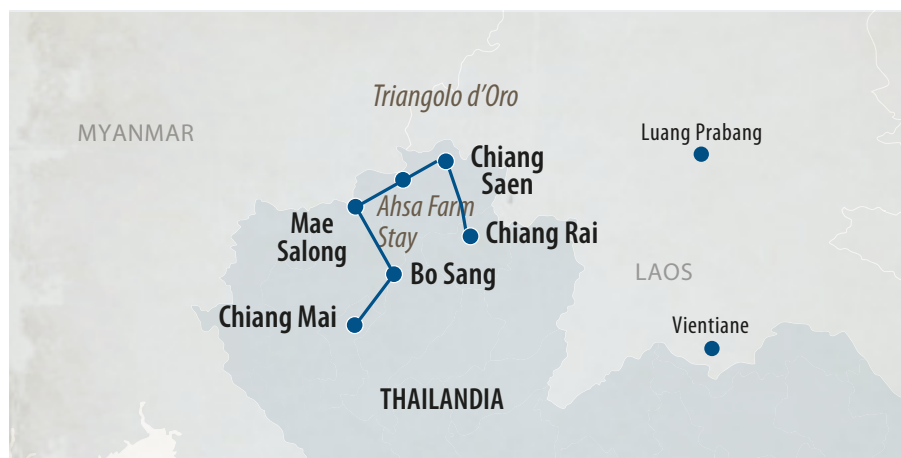 Triangolo d'Oro
MYANMAR
Luang Prabang
Chiang
Saen
Ahsa Farm
Stay
Mae
Salong
Chiang Rai
Bo Sang
LAOS
Chiang Mai
Vientiane
THAILANDIA